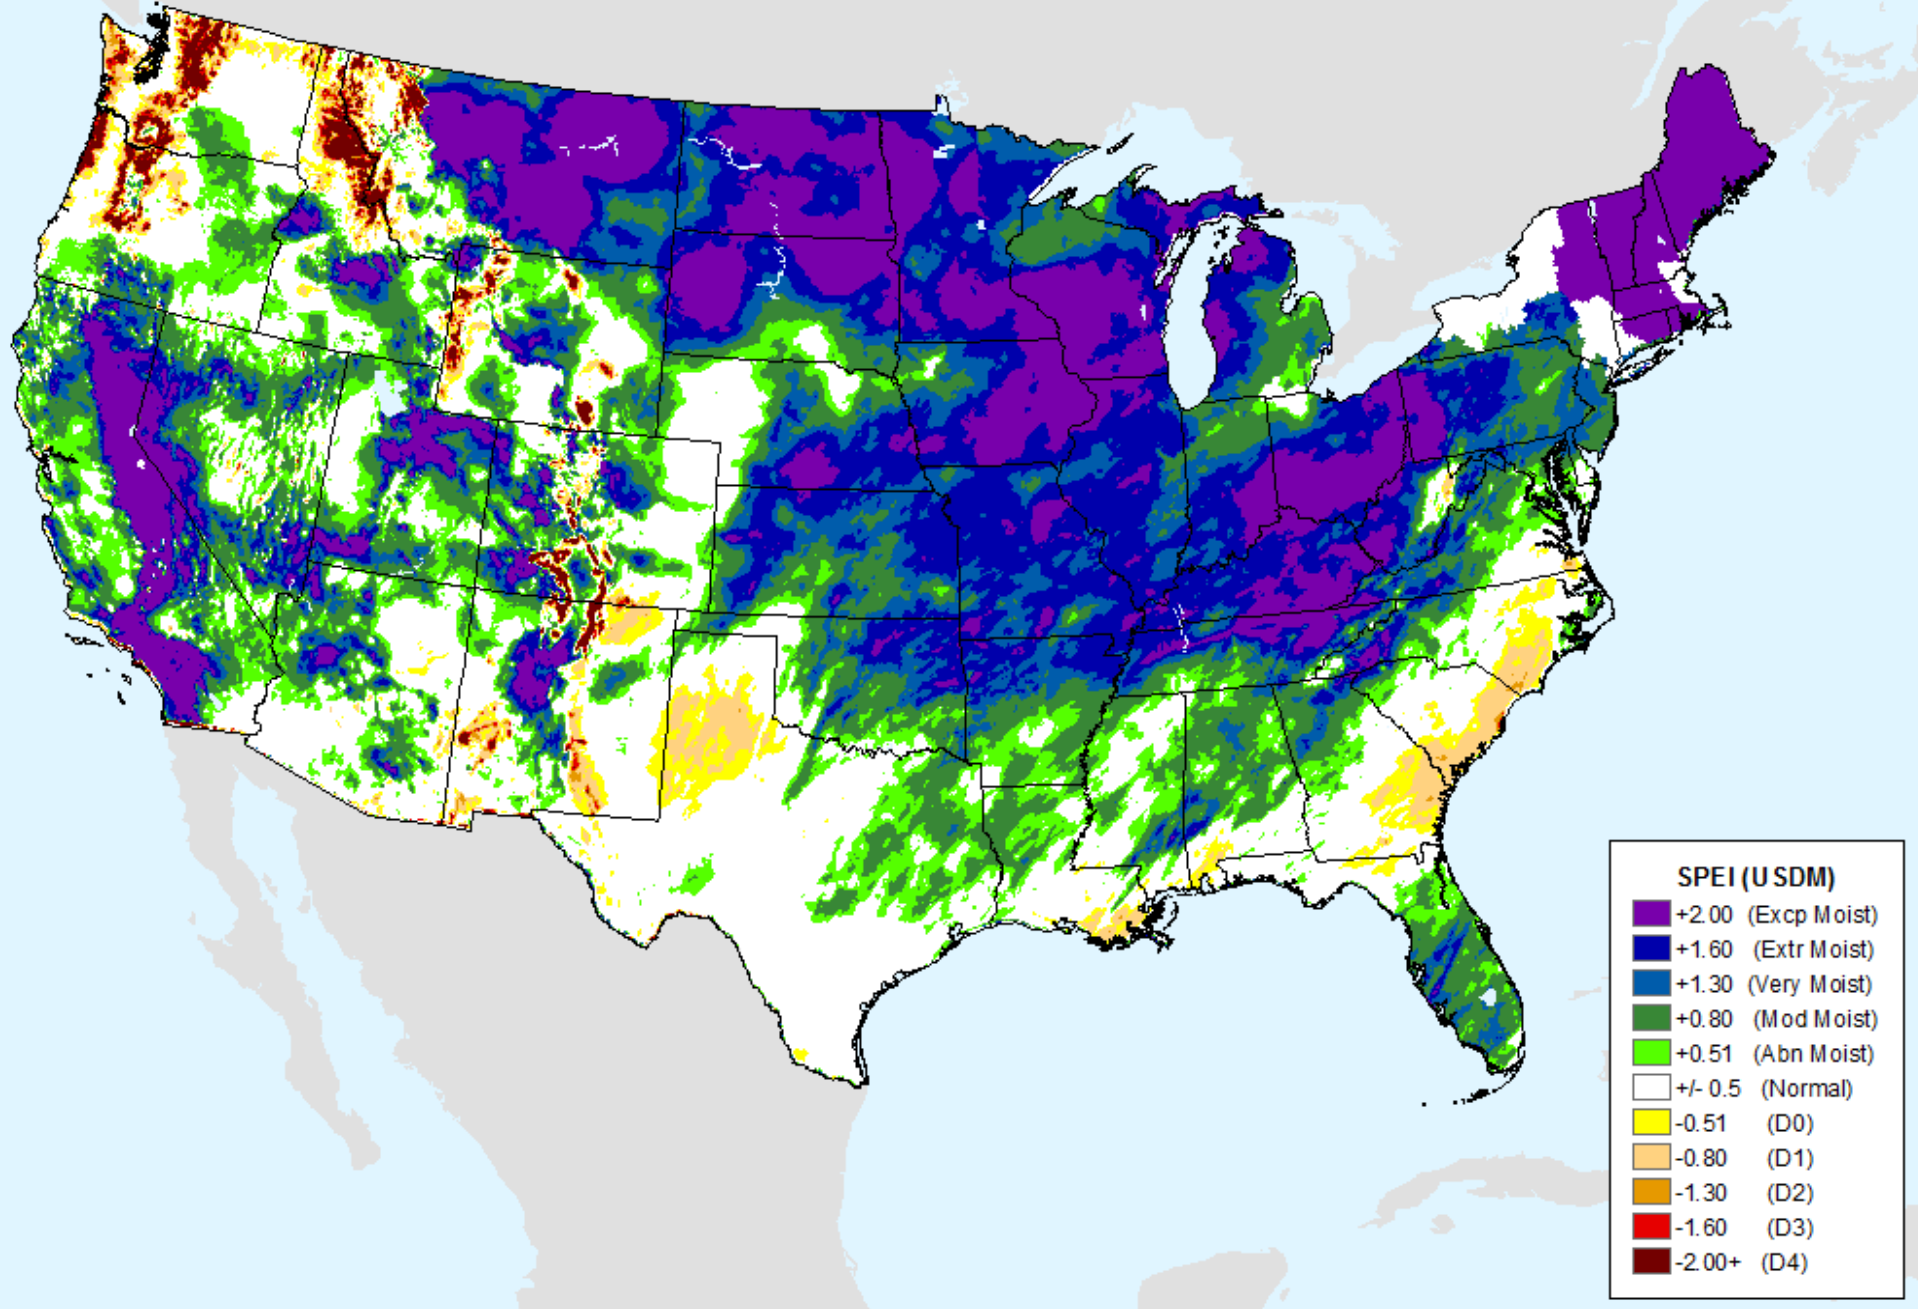 SPEI (USDM)
+2.00 (Excp Moist)
+1.60 (Extr Moist)
+1.30 (Very Moist)
+0.80 (Mod Moist)
+0.51 (Abn Moist)
+/- 0.5 (Normal)
-0.51 (D0)
-0.80 (D1)
-1.30 (D2)
-1.60 (D3)
-2.00+ (D4)